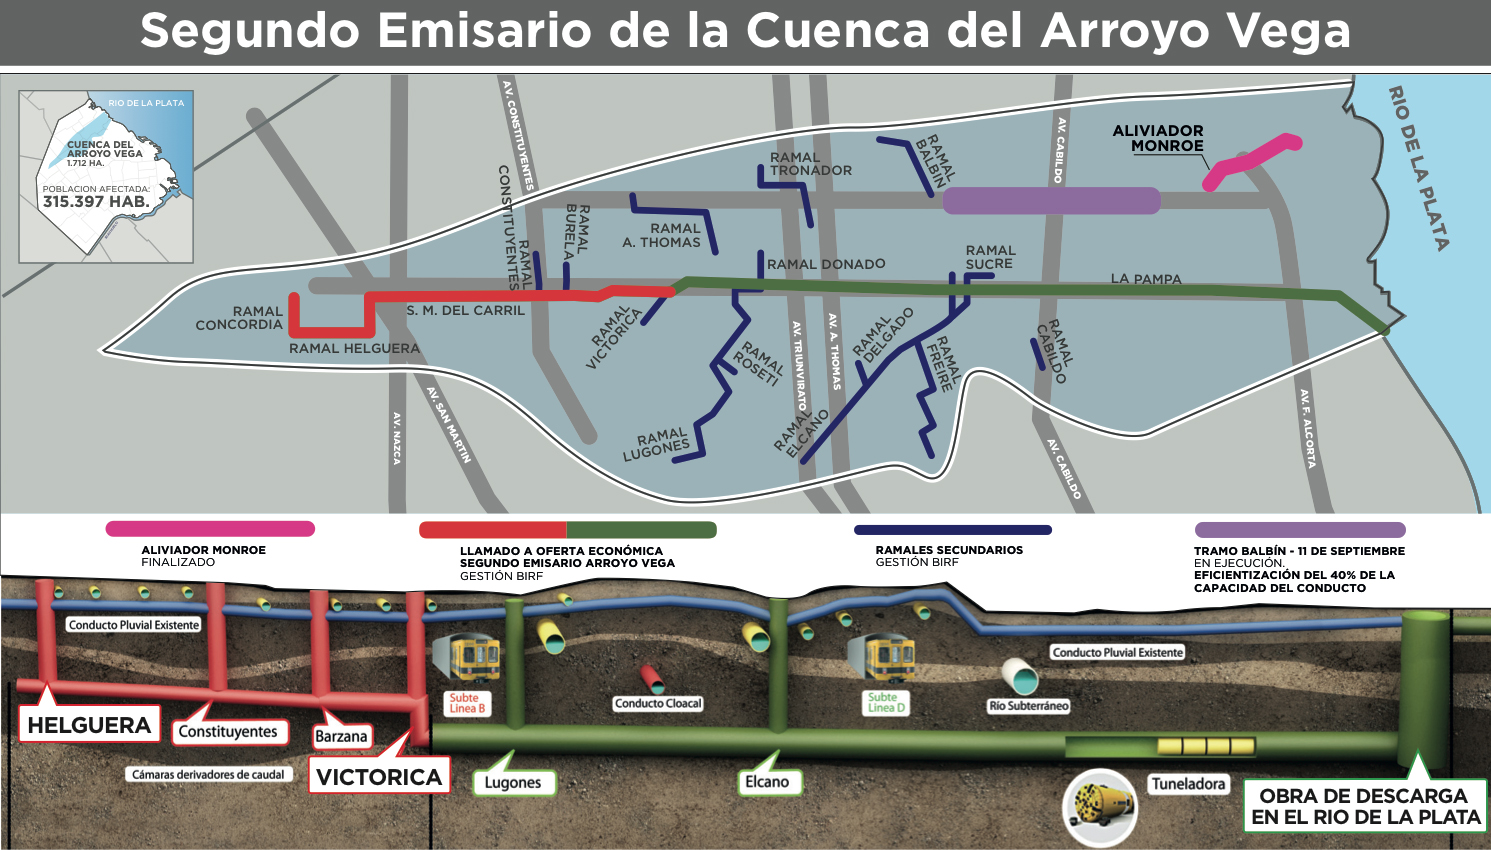 Segundo Emisario de la Cuenca del Arroyo Vega
RIO DE LA PLATA
CUENCA DEL
ARROYO VEGA
1.712 HA.
POBLACION AFECTADA:
315.397 HAB.
AV. CONSTITUYENTES
RAMAL
CONSTITUYENTES
RAMAL
BURELA
RAMAL
A. THOMAS
RAMAL
TRONADOR
RAMAL
BALBÍN
AV. CABILDO
ALIVIADOR
MONROE
RIO DE LA PLATA
RAMAL DONADO
RAMAL
SUCRE
LA PAMPA
RAMAL
CONCORDIA
S. M. DEL CARRIL
RAMAL HELGUERA
RAMAL
VICTORICA
RAMAL
ROSETI
RAMAL
LUGONES
AV. TRIUNVIRATO
AV. A. THOMAS
RAMAL
DELGADO
RAMAL
ELCANO
RAMAL
FREIRE
RAMAL
CABILDO
AV. NAZCA
AV. SAN MARTIN
AV. CABILDO
AV. F. ALCORTA
ALIVIADOR MONROE
FINALIZADO
LLAMADO A OFERTA ECONÓMICA
SEGUNDO EMISARIO ARROYO VEGA
GESTIÓN BIRF
RAMALES SECUNDARIOS
GESTIÓN BIRF
TRAMO BALBÍN - 11 DE SEPTIEMBRE
EN EJECUCIÓN.
EFICIENTIZACIÓN DEL 40% DE LA
CAPACIDAD DEL CONDUCTO
Conducto Pluvial Existente
Conducto Pluvial Existente
Subte
Linea B
Conducto Cloacal
Subte
Linea D
Río Subterráneo
HELGUERA
Constituyentes
Barzana
VICTORICA
Cámaras derivadores de caudal
Lugones
Elcano
Tuneladora
OBRA DE DESCARGA
EN EL RIO DE LA PLATA